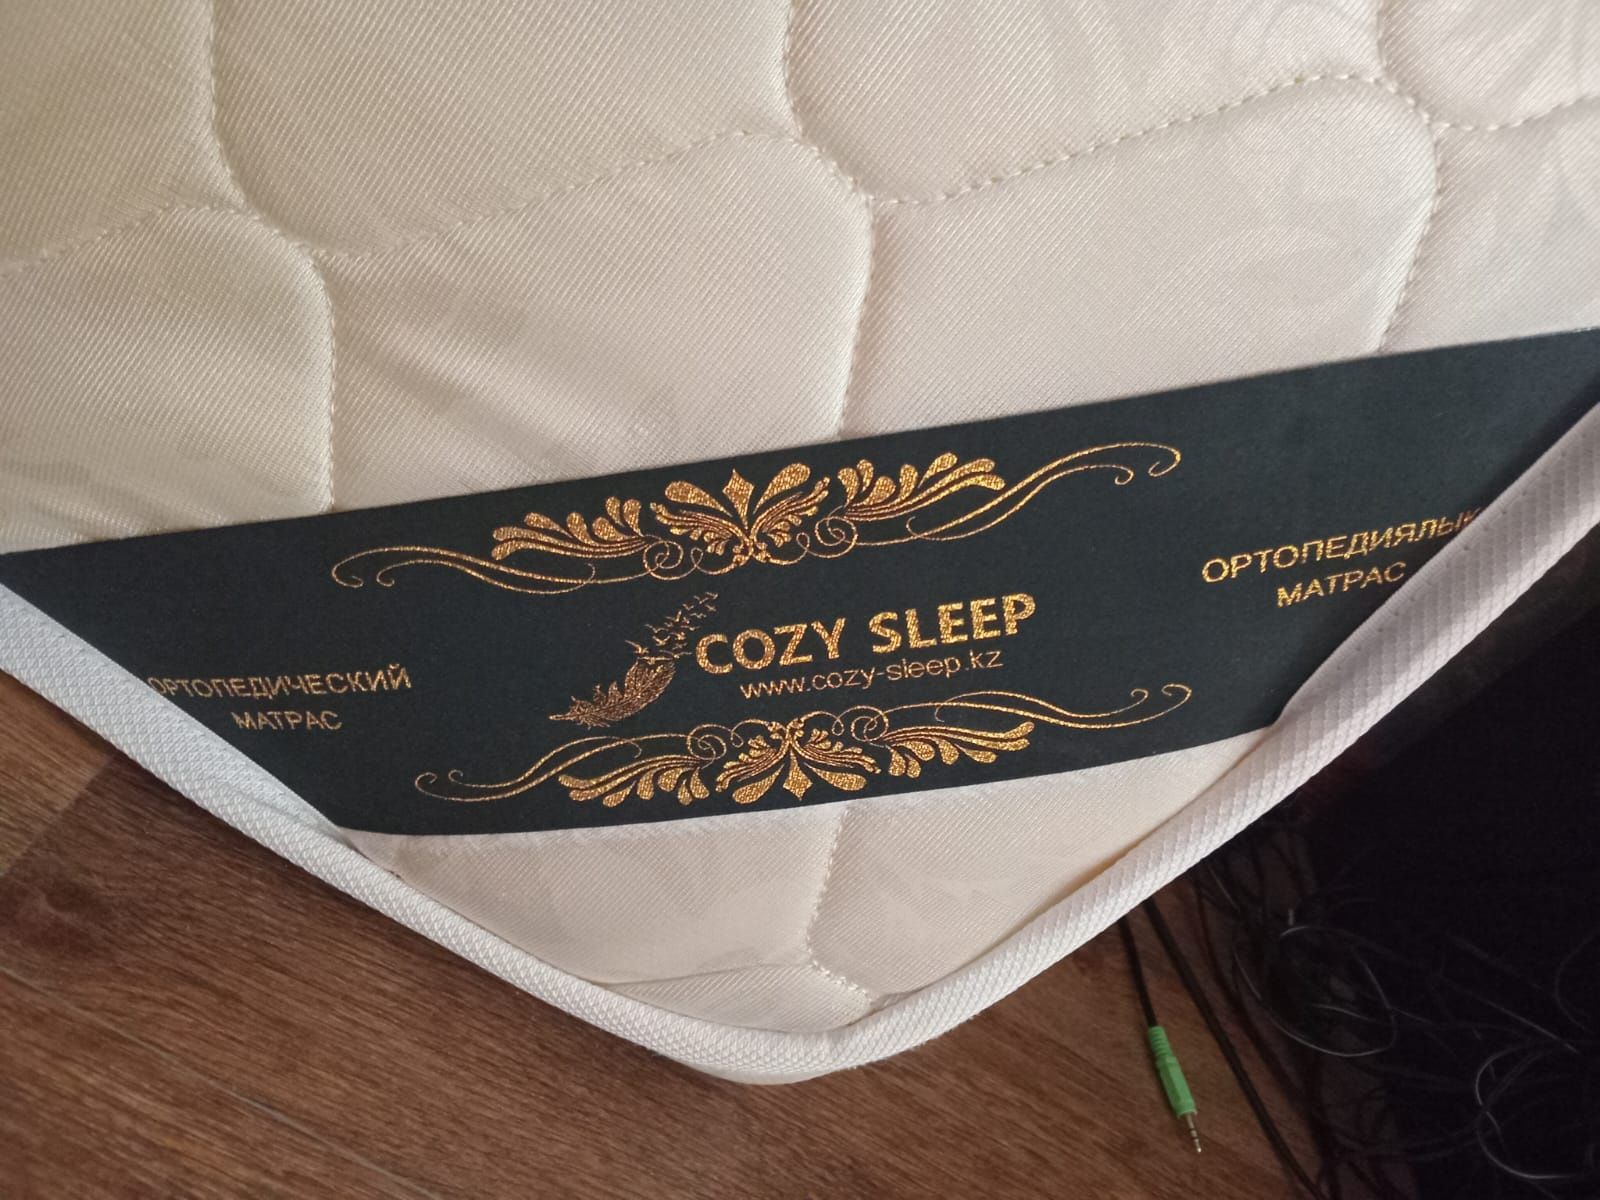 COZY SLEEP
www.cozy-sleep.kz
ОРТОПЕДИЧЕСКИЙ
МАТРАС
ОРТОПЕДИЯЛЫҚ
МАТРАС